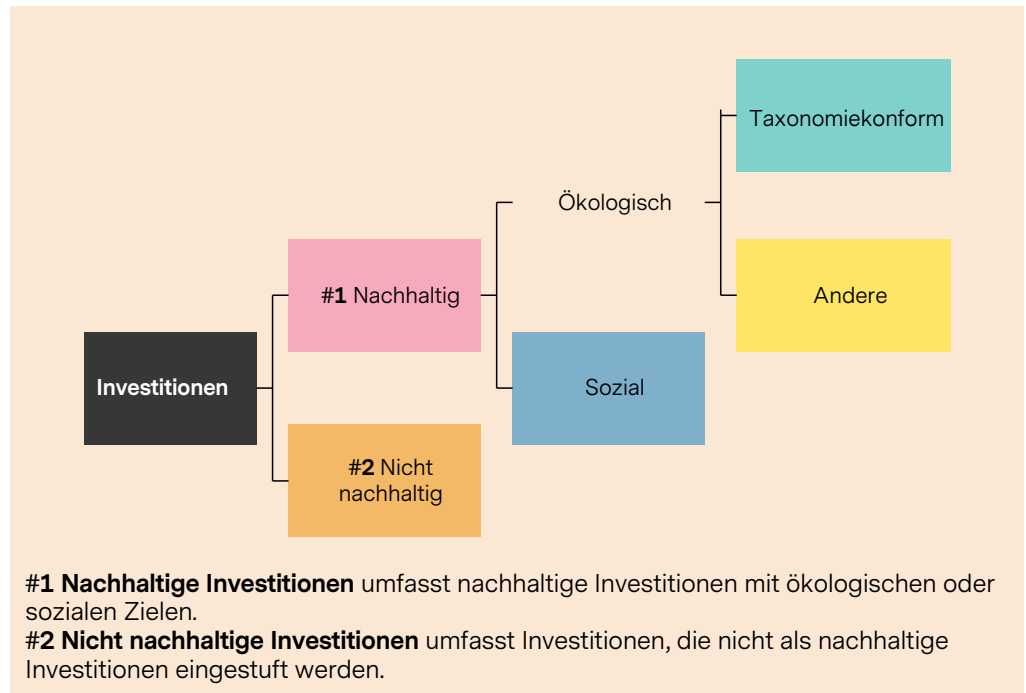 Taxonomiekonform
Ökologisch
#1 Nachhaltig
Andere
Investitionen
Sozial
#2 Nicht
nachhaltig
#1 Nachhaltige Investitionen umfasst nachhaltige Investitionen mit ökologischen oder
sozialen Zielen.
#2 Nicht nachhaltige Investitionen umfasst Investitionen, die nicht als nachhaltige
Investitionen eingestuft werden.